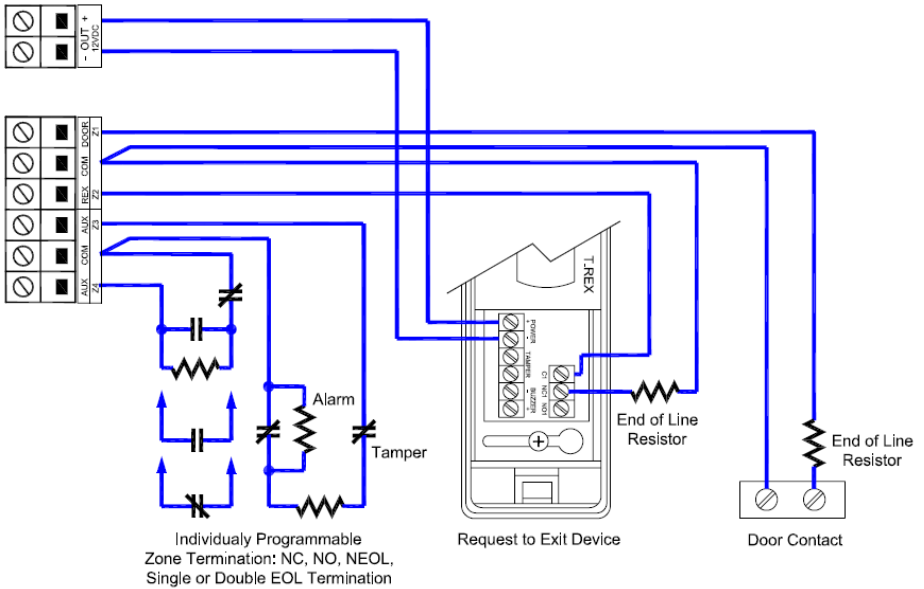 - OUT +
12VDC
DOOR Z1
COM
REX Z2
AUX Z3
COM
AUX Z4
T.REX
+ POWER -
TAMPER
- BUZZER +
C1
NC1
NO1
Alarm
Tamper
End of Line
Resistor
End of Line
Resistor
Individualy Programmable
Zone Termination: NC, NO, NEOL,
Single or Double EOL Termination
Request to Exit Device
Door Contact